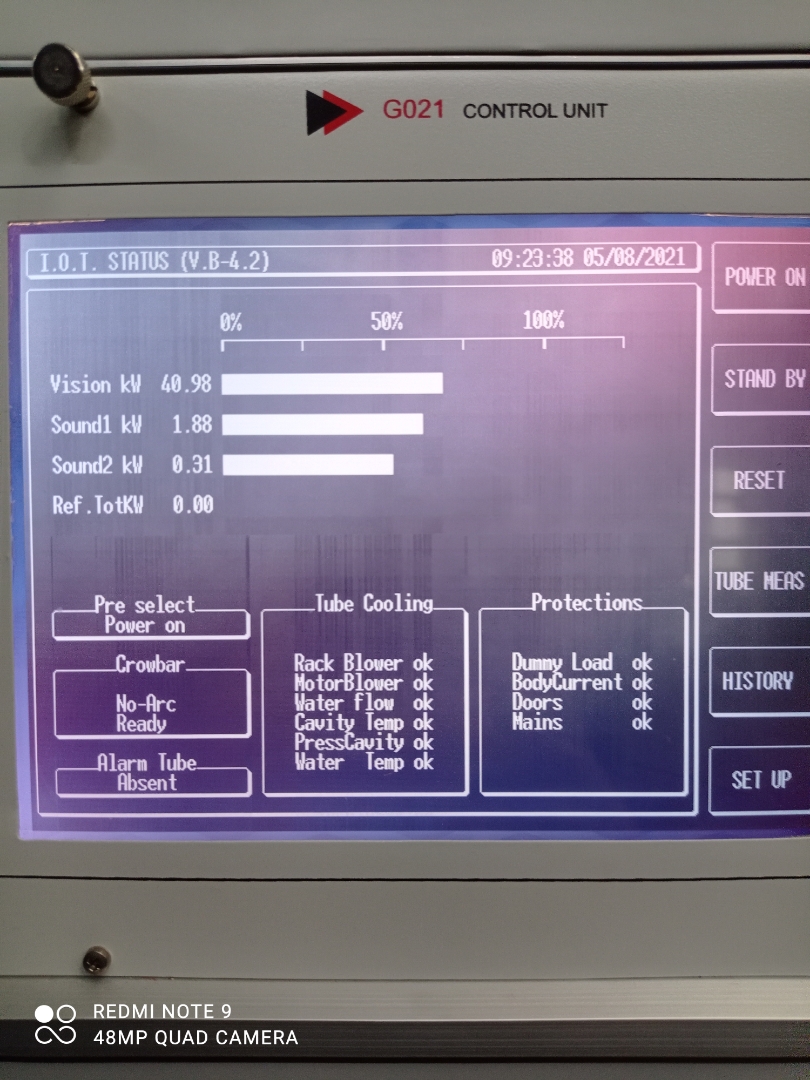 G021 CONTROL UNIT
I.O.T. STATUS (V.B-4.2) 09:23:38 05/08/2021
0% 50% 100%
Vision kW 40.98
Sound1 kW 1.88
Sound2 kW 0.31
Ref.TotKW 0.00
Pre select
Power on
Crowbar
No-Arc
Ready
Alarm Tube
Absent
Tube Cooling
Rack Blower ok
MotorBlower ok
Water flow ok
Cavity Temp ok
PressCavity ok
Water Temp ok
Protections
Dummy Load ok
BodyCurrent ok
Doors ok
Mains ok
POWER ON
STAND BY
RESET
TUBE MEAS
HISTORY
SET UP
REDMI NOTE 9
48MP QUAD CAMERA